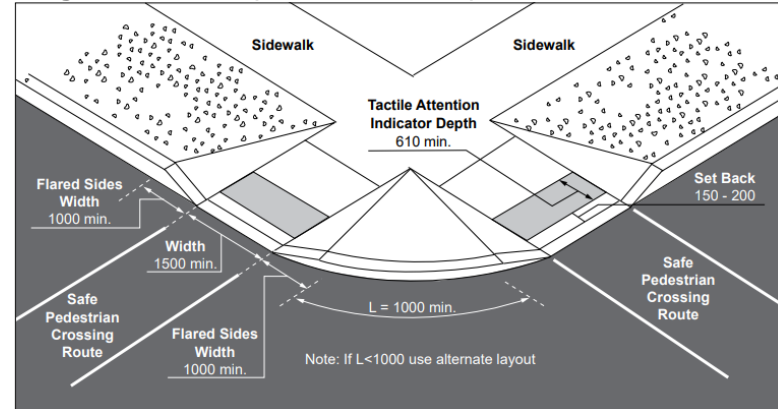 Sidewalk
Sidewalk
Tactile Attention
Indicator Depth
610 min.
Flared Sides
Width
1000 min.
Set Back
150 - 200
Width
1500 min.
Safe
Pedestrian
Crossing
Route
Safe
Pedestrian
Crossing
Route
L = 1000 min.
Flared Sides
Width
1000 min.
Note: If L<1000 use alternate layout